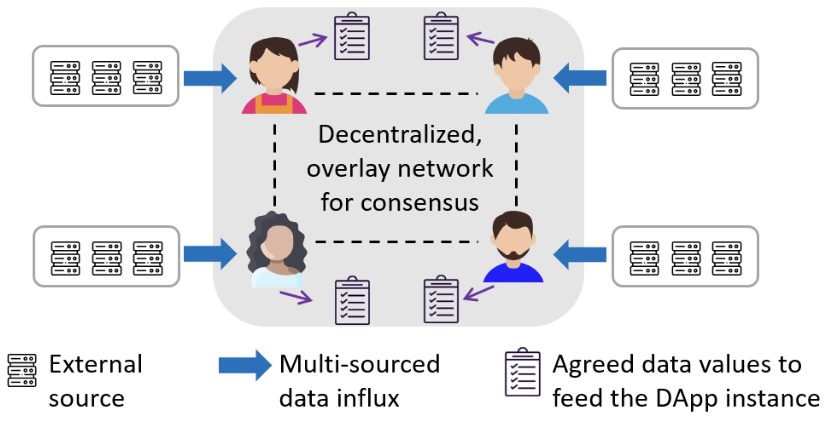 Decentralized,
overlay network
for consensus
External
source
Multi-sourced
data influx
Agreed data values to
feed the DApp instance